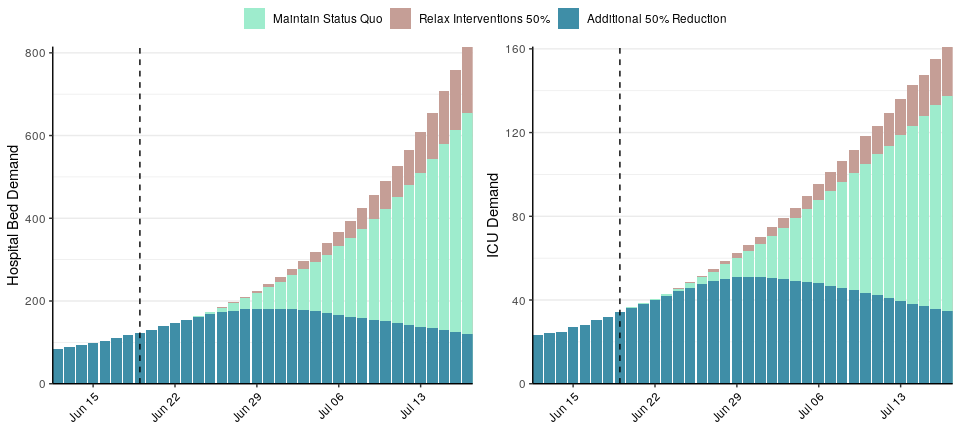 Maintain Status Quo Relax Interventions 50% Additional 50% Reduction
Hospital Bed Demand
800
600
400
200
0
Jun 15 Jun 22 Jun 29 Jul 06 Jul 13
ICU Demand
160
120
80
40
0
Jun 15 Jun 22 Jun 29 Jul 06 Jul 13